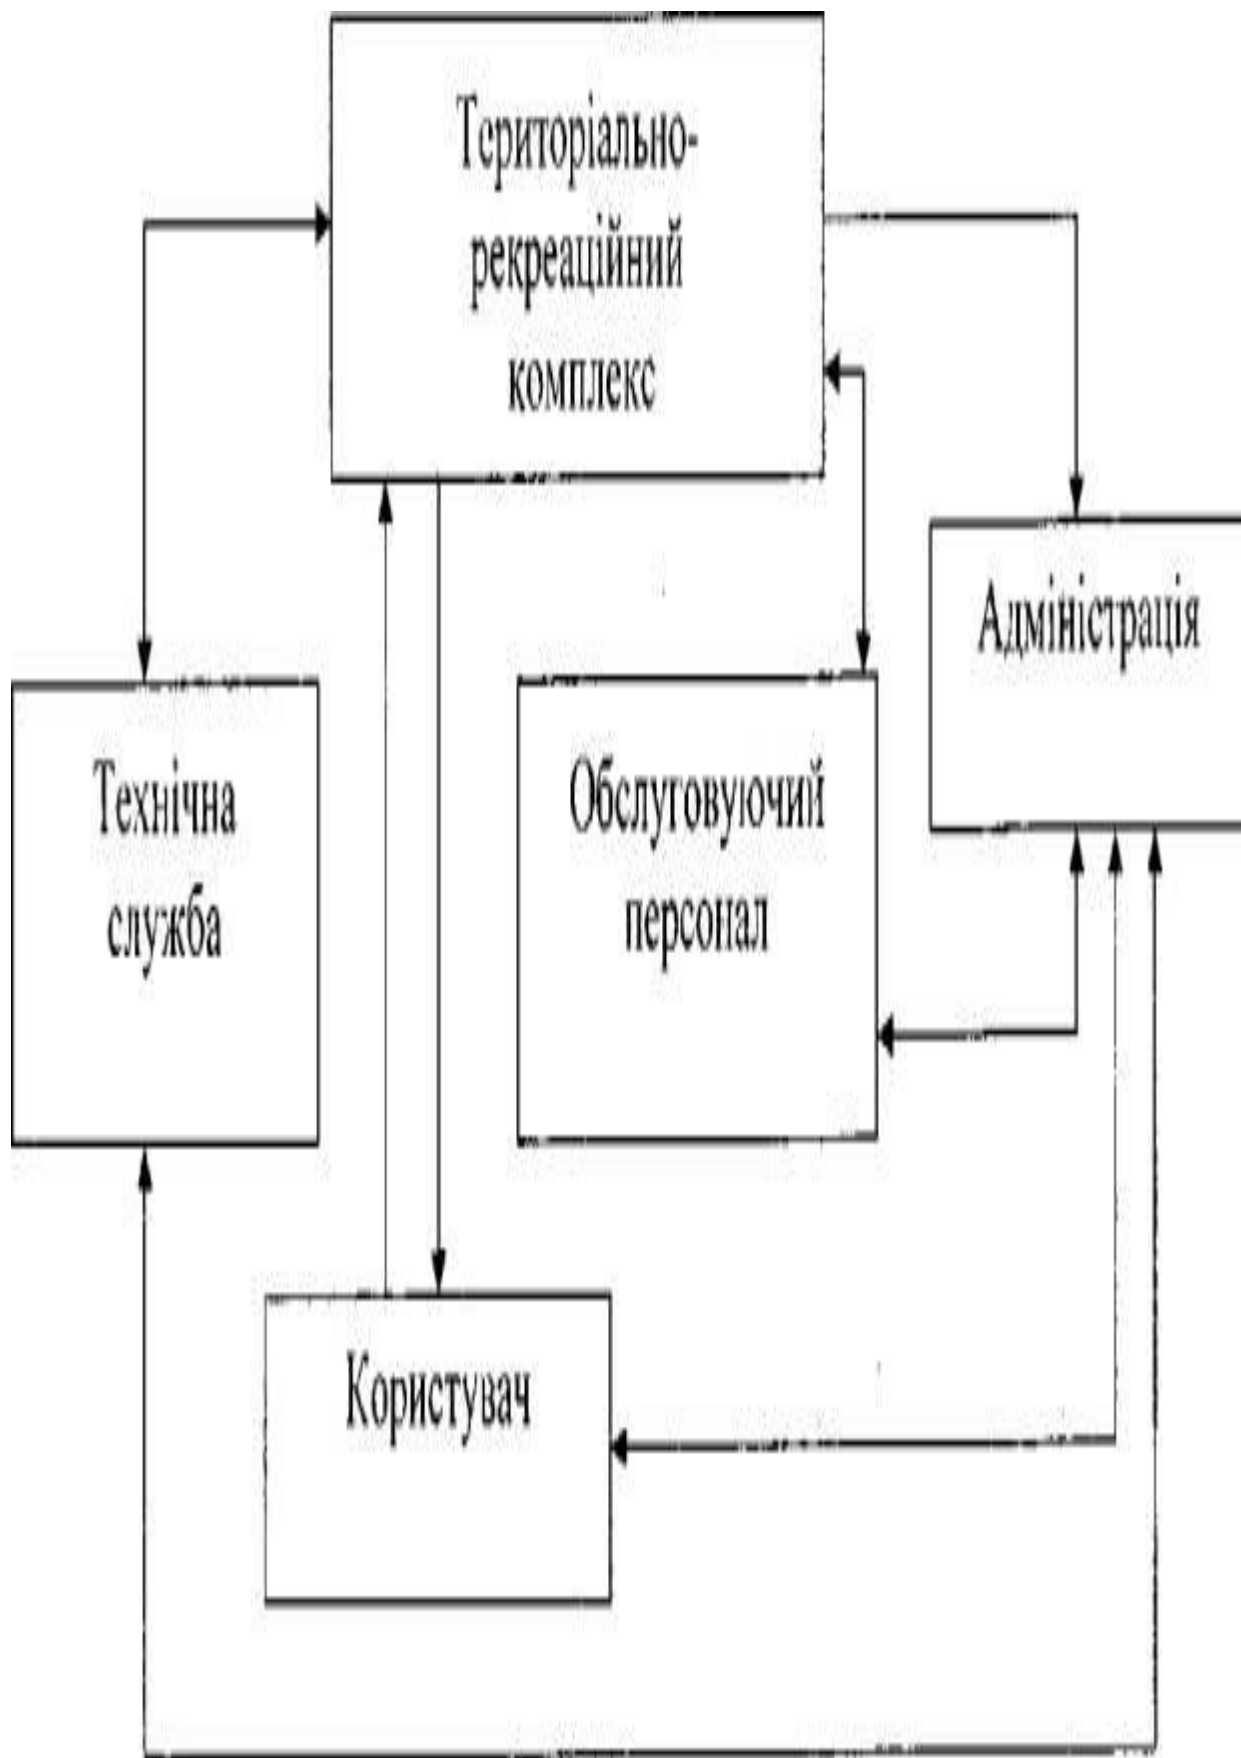 Територіально-
рекреаційний
комплекс
Адміністрація
Технічна
служба
Обслуговуючий
персонал
Користувач